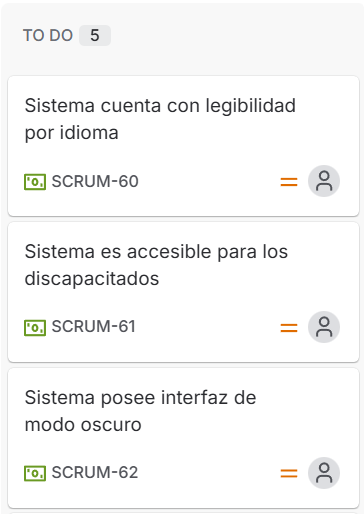 TO DO 5
Sistema cuenta con legibilidad
por idioma
SCRUM-60
Sistema es accesible para los
discapacitados
SCRUM-61
Sistema posee interfaz de
modo oscuro
SCRUM-62